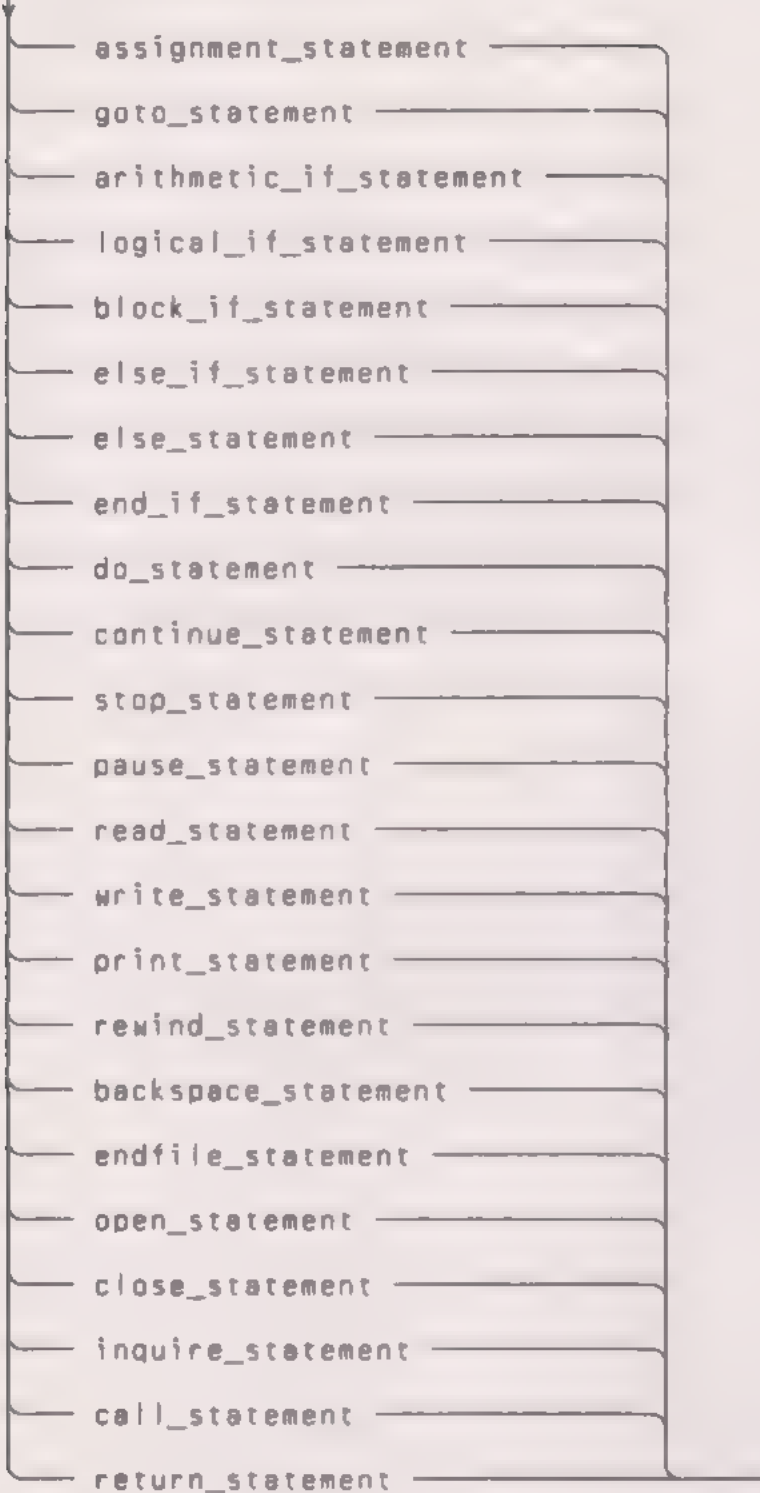 assignment_statement
goto_statement
arithmetic_if_statement
logical_if_statement
block_if_statement
else_if_statement
else_statement
end_if_statement
do_statement
continue_statement
stop_statement
pause_statement
read_statement
write_statement
print_statement
rewind_statement
backspace_statement
endfile_statement
open_statement
close_statement
inquire_statement
call_statement
return_statement